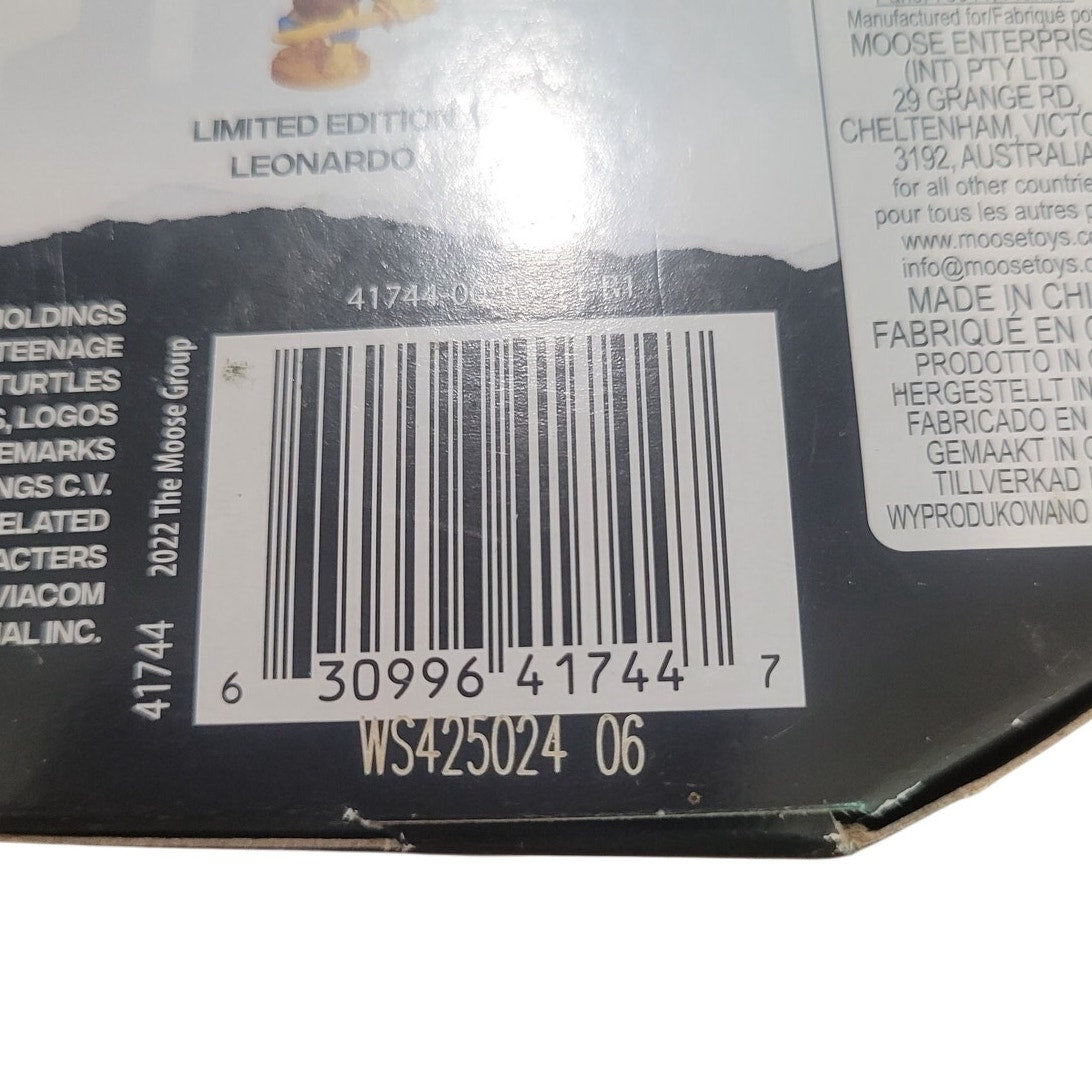 LIMITED EDITION
LEONARDO
Manufactured for/Fabriqué
MOOSE ENTERPRIS
(INT) PTY LTD
29 GRANGE RD,
CHELTENHAM, VICTO
3192, AUSTRALIA
for all other countrie
pour tous les autres
www.moosetoys.c
info@moosetoys.
MADE IN CH
FABRIQUÉ EN
PRODOTTO IN
HERGESTELLT IN
FABRICADO EN
GEMAAKT IN
TILLVERKAD
WYPRODUKOWANO
HOLDINGS
TEENAGE
TURTLES
S, LOGOS
EMARKS
NGS C.V.
ELATED
ACTERS
VIACOM
AL INC.
41744 2022 The Moose Group
6 30996 41744 7
WS425024 06